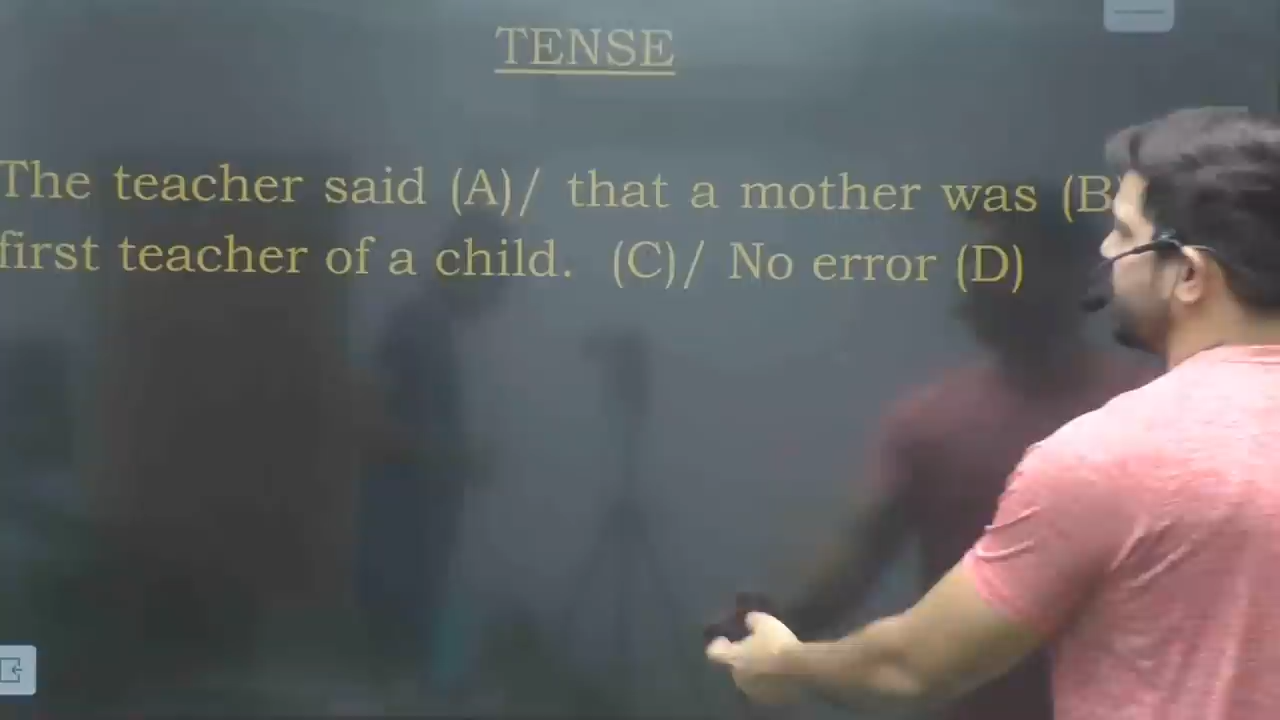 TENSE
The teacher said (A)/ that a mother was (B
first teacher of a child. (C)/ No error (D)